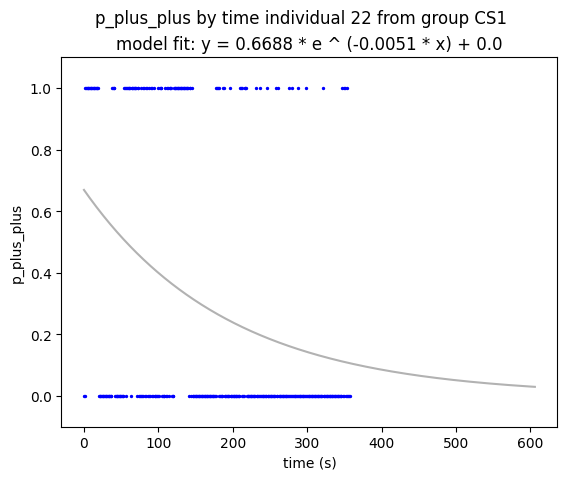 p_plus_plus by time individual 22 from group CS1
model fit: y = 0.6688 * e ^ (-0.0051 * x) + 0.0
1.0
0.8
0.6
0.4
0.2
0.0
p_plus_plus
0 100 200 300 400 500 600
time (s)